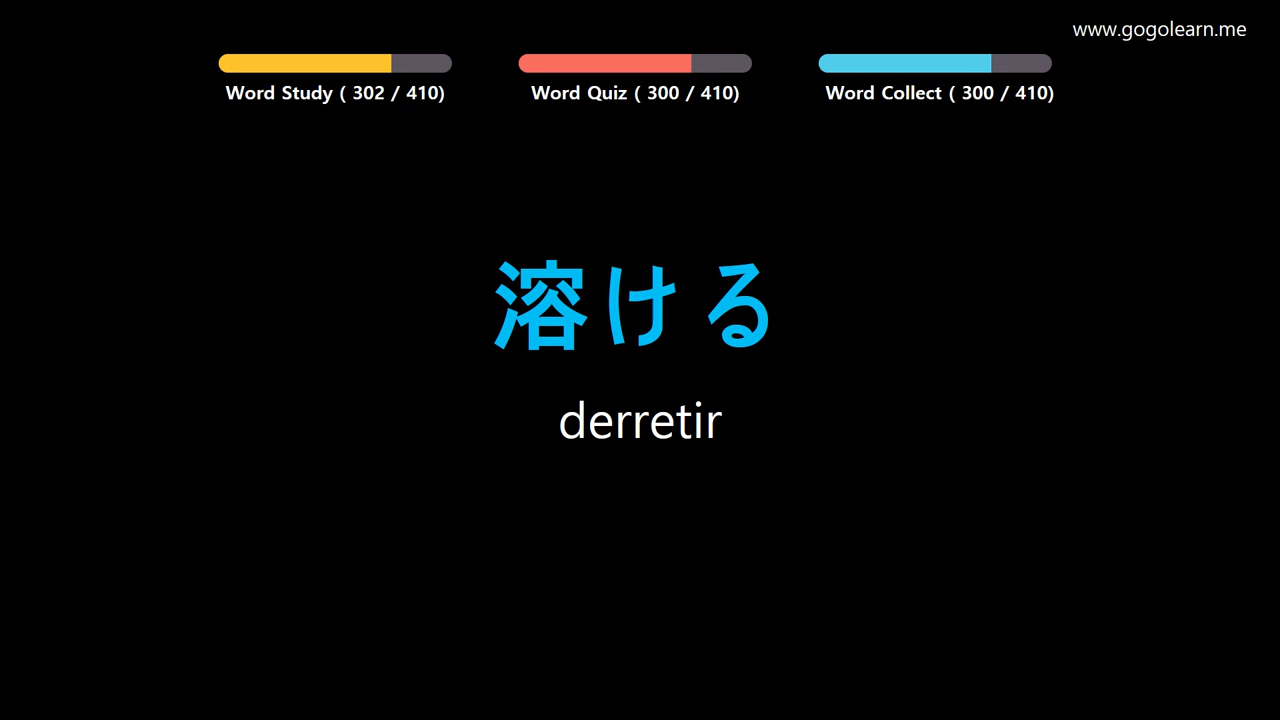 www.gogolearn.me
Word Study ( 302 / 410)
Word Quiz ( 300 / 410)
Word Collect ( 300 / 410)
溶ける
derretir